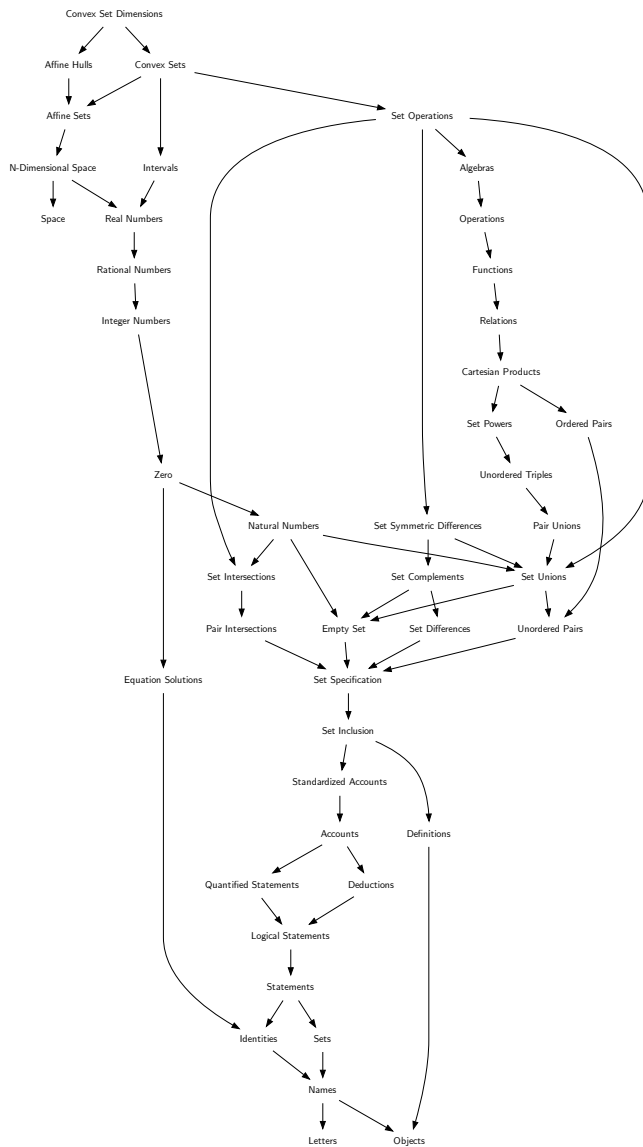 Convex Set Dimensions
Affine Hulls
Convex Sets
Affine Sets
Set Operations
N-Dimensional Space
Intervals
Algebras
Space
Real Numbers
Operations
Rational Numbers
Functions
Integer Numbers
Relations
Cartesian Products
Set Powers
Ordered Pairs
Zero
Unordered Triples
Natural Numbers
Set Symmetric Differences
Pair Unions
Set Intersections
Set Complements
Set Unions
Pair Intersections
Empty Set
Set Differences
Unordered Pairs
Equation Solutions
Set Specification
Set Inclusion
Standardized Accounts
Accounts
Definitions
Quantified Statements
Deductions
Logical Statements
Statements
Identities
Sets
Names
Letters
Objects